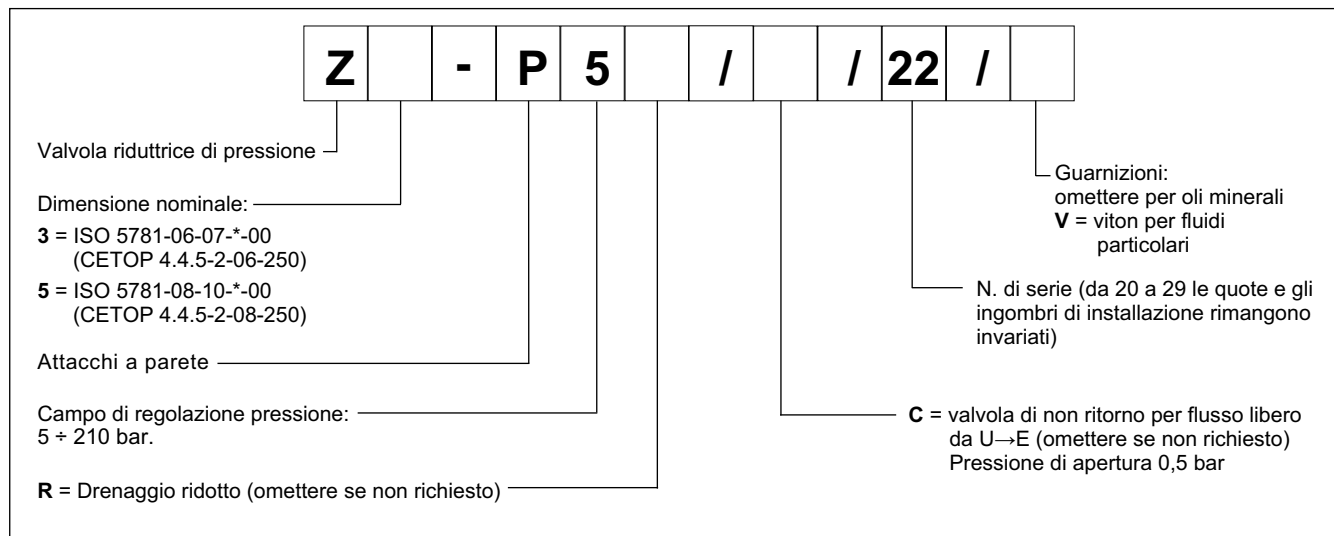 Z - P 5 / / 22 /
Valvola riduttrice di pressione
Dimensione nominale:
3 = ISO 5781-06-07-*-00
(CETOP 4.4.5-2-06-250)
5 = ISO 5781-08-10-*-00
(CETOP 4.4.5-2-08-250)
Attacchi a parete
Campo di regolazione pressione:
5 ÷ 210 bar.
R = Drenaggio ridotto (omettere se non richiesto)
Guarnizioni:
omettere per oli minerali
V = viton per fluidi
particolari
N. di serie (da 20 a 29 le quote e gli
ingombri di installazione rimangono
invariati)
C = valvola di non ritorno per flusso libero
da U→E (omettere se non richiesto)
Pressione di apertura 0,5 bar